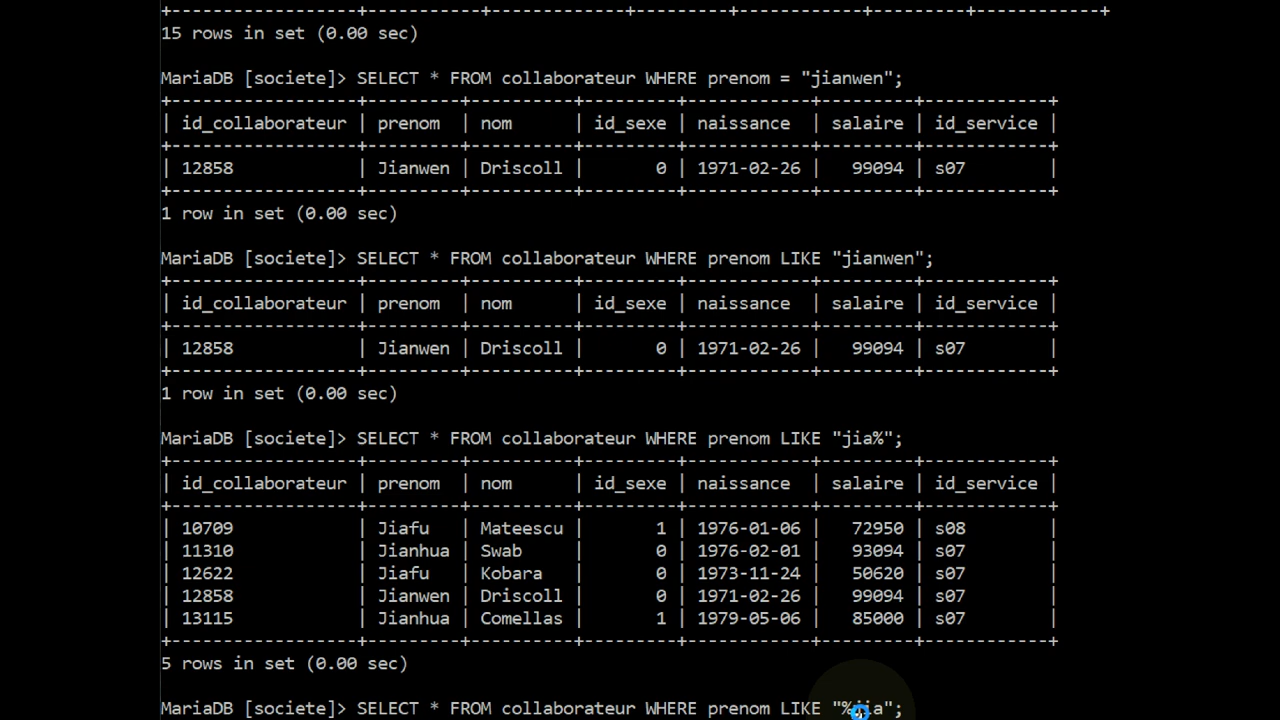 +-------------------+-----------+-------------+---------+------------+---------+------------+
15 rows in set (0.00 sec)
MariaDB [societe]> SELECT * FROM collaborateur WHERE prenom = "jianwen";
+------------------+---------+----------+---------+------------+---------+------------+
| id_collaborateur | prenom  | nom      | id_sexe | naissance  | salaire | id_service |
+------------------+---------+----------+---------+------------+---------+------------+
| 12858            | Jianwen | Driscoll |       0 | 1971-02-26 |   99094 | s07        |
+------------------+---------+----------+---------+------------+---------+------------+
1 row in set (0.00 sec)
MariaDB [societe]> SELECT * FROM collaborateur WHERE prenom LIKE "jianwen";
+------------------+---------+----------+---------+------------+---------+------------+
| id_collaborateur | prenom  | nom      | id_sexe | naissance  | salaire | id_service |
+------------------+---------+----------+---------+------------+---------+------------+
| 12858            | Jianwen | Driscoll |       0 | 1971-02-26 |   99094 | s07        |
+------------------+---------+----------+---------+------------+---------+------------+
1 row in set (0.00 sec)
MariaDB [societe]> SELECT * FROM collaborateur WHERE prenom LIKE "jia%";
+------------------+---------+----------+---------+------------+---------+------------+
| id_collaborateur | prenom  | nom      | id_sexe | naissance  | salaire | id_service |
+------------------+---------+----------+---------+------------+---------+------------+
| 10709            | Jiafu   | Mateescu |       1 | 1976-01-06 |   72950 | s08        |
| 11310            | Jianhua | Swab     |       0 | 1976-02-01 |   93094 | s07        |
| 12622            | Jiafu   | Kobara   |       0 | 1973-11-24 |   50620 | s07        |
| 12858            | Jianwen | Driscoll |       0 | 1971-02-26 |   99094 | s07        |
| 13115            | Jianhua | Comellas |       1 | 1979-05-06 |   85000 | s07        |
+------------------+---------+----------+---------+------------+---------+------------+
5 rows in set (0.00 sec)
MariaDB [societe]> SELECT * FROM collaborateur WHERE prenom LIKE "%jia";